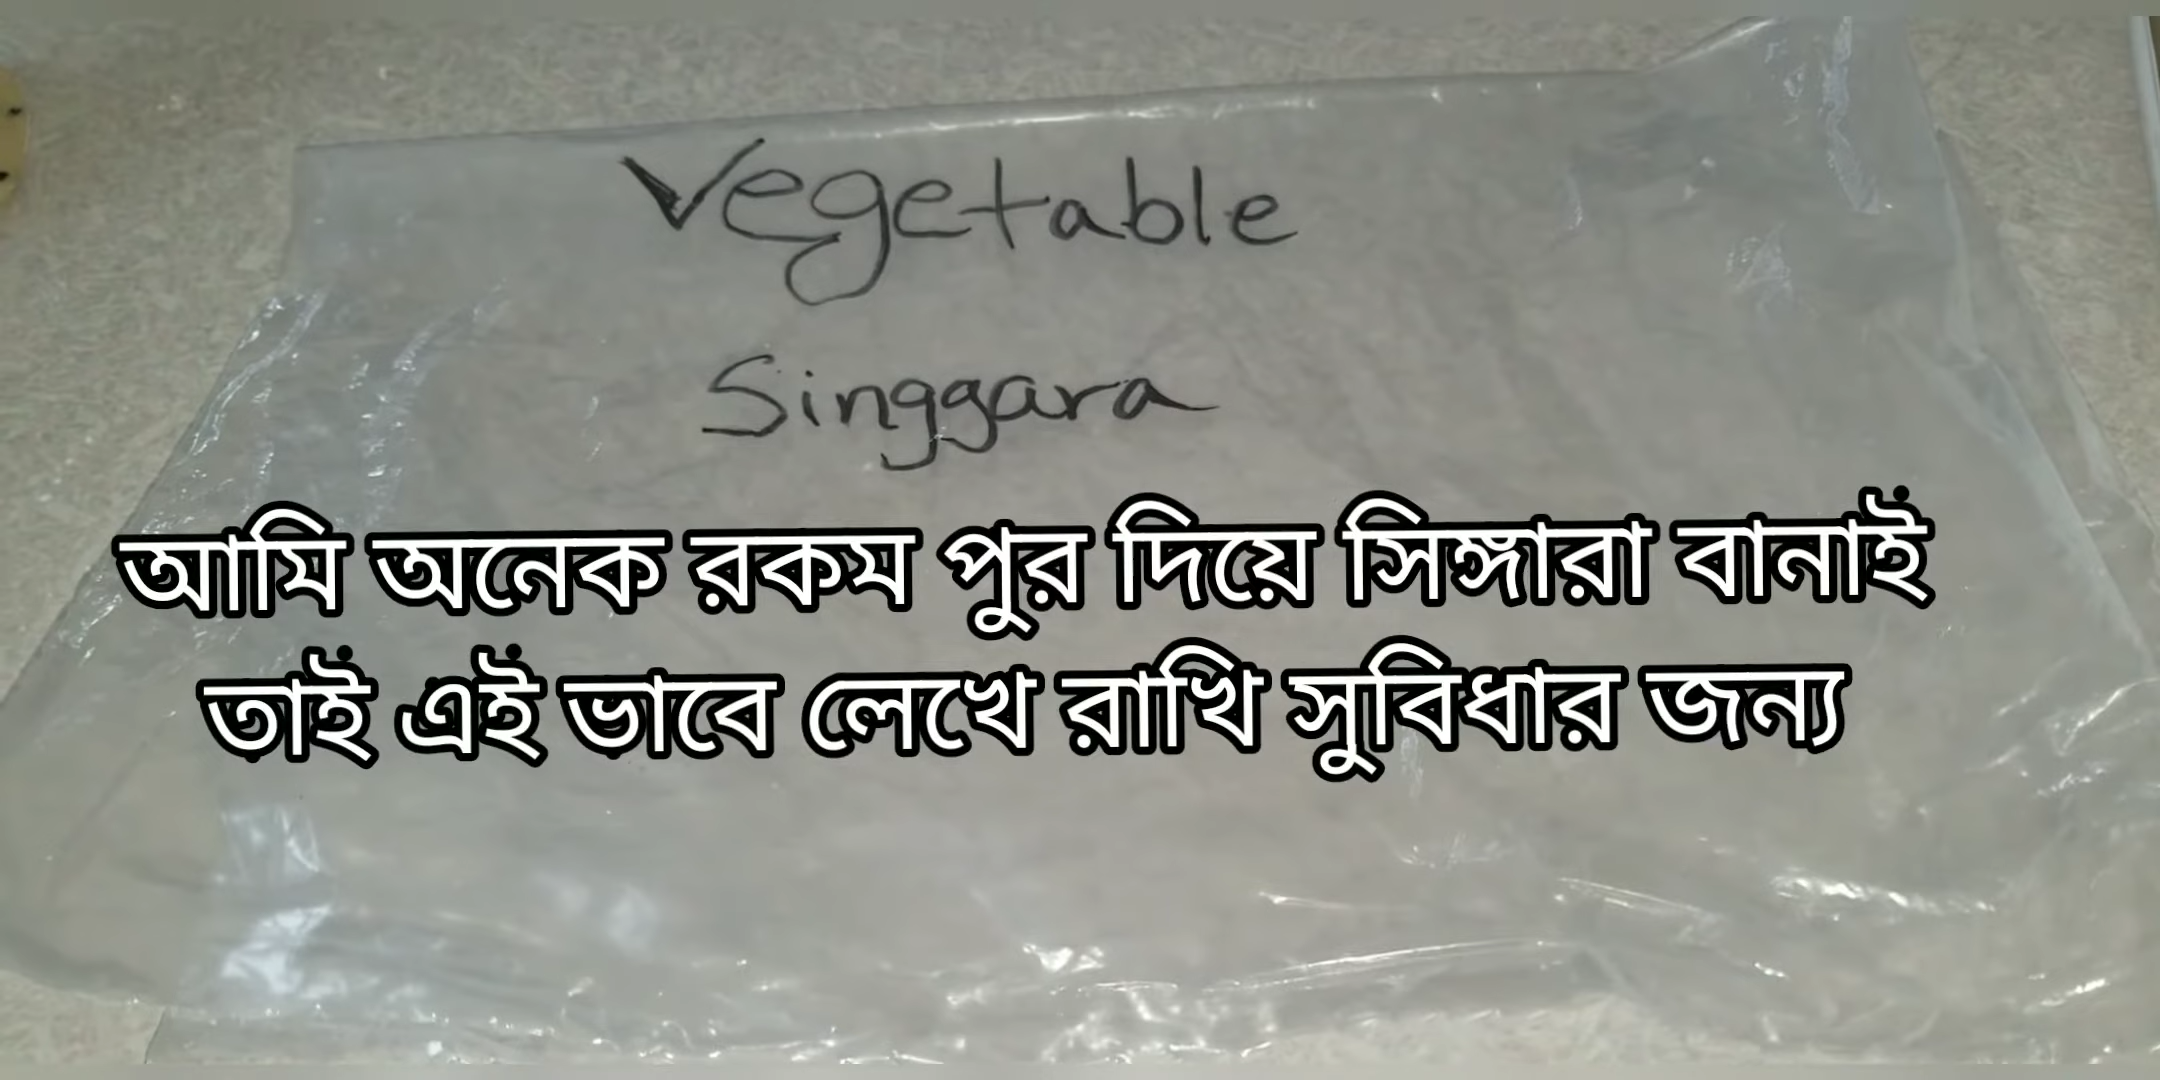 Vegetable
Singgara
আমি অনেক রকম পুর দিয়ে সিঙ্গারা বানাই
তাই এই ভাবে লেখে রাখি সুবিধার জন্য